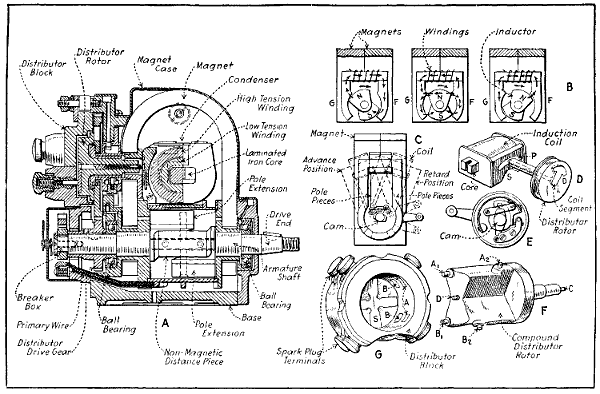 Distributor
Block
Distributor
Rotor
Magnet
Case
Magnet
Condenser
High Tension
Winding
Low Tension
Winding
Laminated
Iron Core
Pole
Extension
Drive
End
Armature
Shaft
Ball
Bearing
Base
Pole
Extension
Non-Magnetic
Distance Piece
A
Ball
Bearing
Breaker
Box
Primary Wire
Distributor
Drive Gear
Magnets
Windings
Inductor
G
F
G
F
G
F
B
Magnet
C
Coil
Advance
Position
Retard
Position
Pole
Pieces
Pole Pieces
Cam
Induction
Coil
P
S
Core
D
Coil
Segment
Distributor
Rotor
Cam
E
B
A
S
B
A
Spark Plug
Terminals
G
Distributor
Block
A1
A2
D
C
B1
B2
F
Compound
Distributor
Rotor